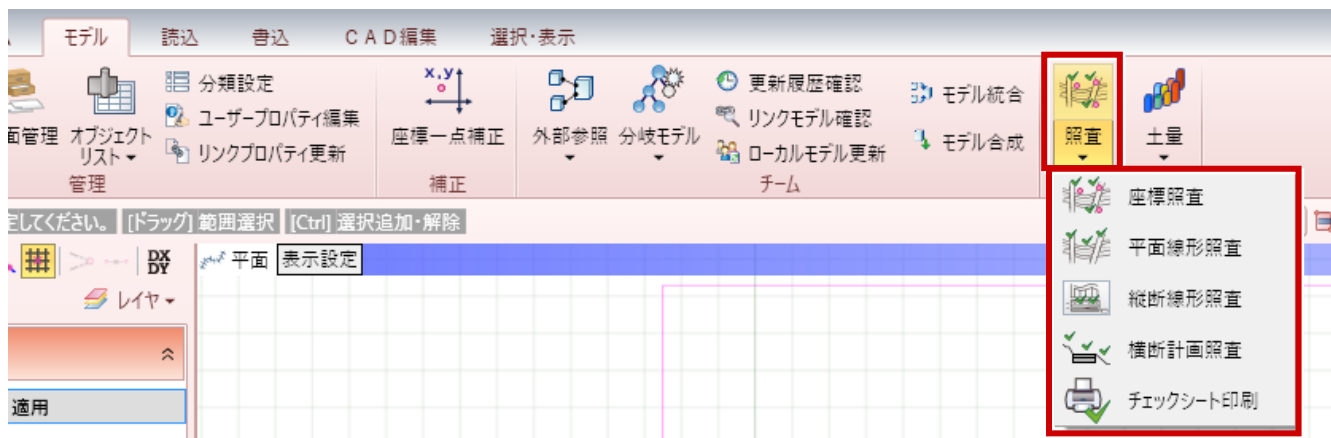 モデル 読込 書込 CAD編集 選択・表示
面管理
オブジェクト
リスト
分類設定
ユーザープロパティ編集
リンクプロパティ更新
管理
x,y
座標一点補正
補正
外部参照
分岐モデル
更新履歴確認
リンクモデル確認
ローカルモデル更新
モデル統合
モデル合成
チーム
照査
土量
座標照査
平面線形照査
縦断線形照査
横断計画照査
チェックシート印刷
定してください。 [ドラッグ] 範囲選択 [Ctrl] 選択追加・解除
DX
DY
平面 表示設定
レイヤ
適用